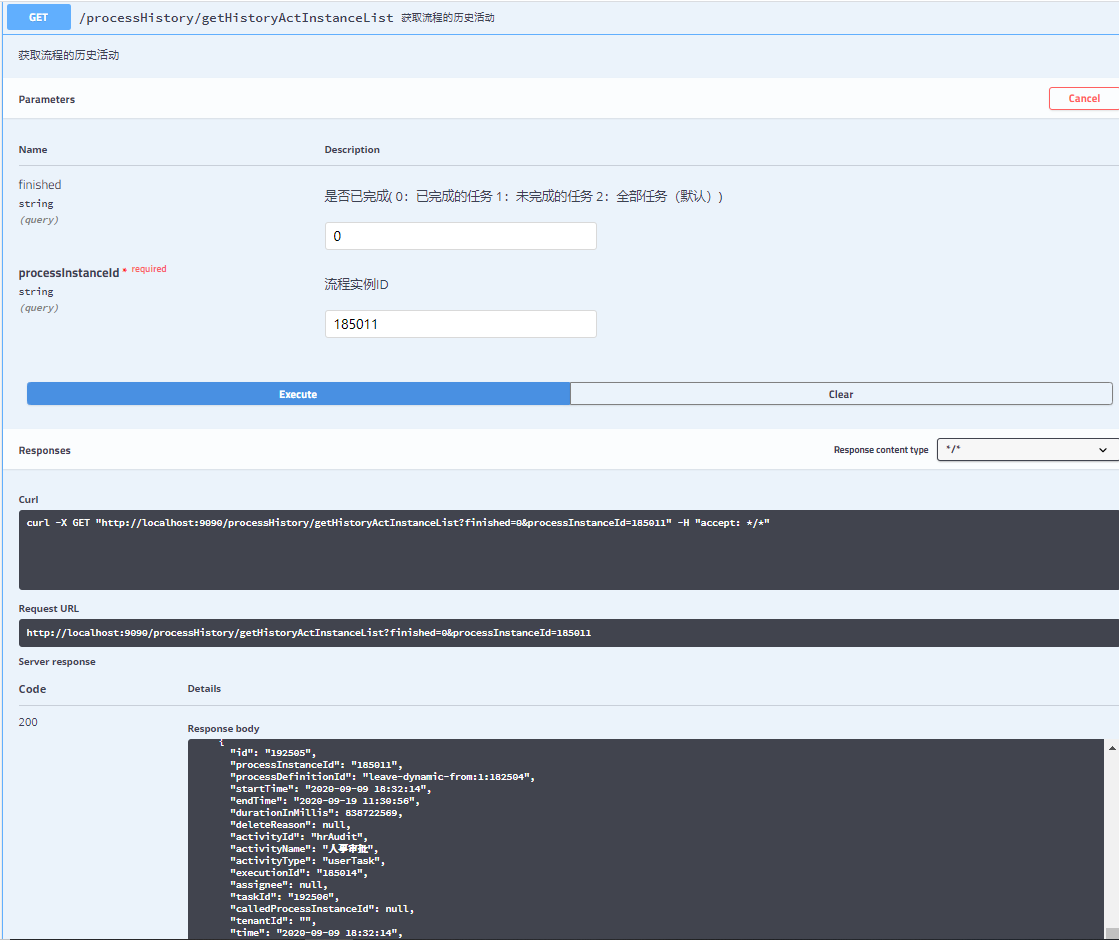 GET /processHistory/getHistoryActInstanceList 获取流程的历史活动
获取流程的历史活动
Parameters
Cancel
Name Description
finished
string
(query)
是否已完成( 0：已完成的任务 1：未完成的任务 2：全部任务（默认）)
0
processInstanceId * required
string
(query)
流程实例ID
185011
Execute Clear
Responses
Response content type */*
Curl
curl -X GET "http://localhost:9090/processHistory/getHistoryActInstanceList?finished=0&processInstanceId=185011" -H "accept: */*"
Request URL
http://localhost:9090/processHistory/getHistoryActInstanceList?finished=0&processInstanceId=185011
Server response
Code Details
200
Response body
{
"id": "192505",
"processInstanceId": "185011",
"processDefinitionId": "leave-dynamic-from:1:182504",
"startTime": "2020-09-09 18:32:14",
"endTime": "2020-09-19 11:30:56",
"durationInMillis": 838722569,
"deleteReason": null,
"activityId": "hrAudit",
"activityName": "人事审批",
"activityType": "userTask",
"executionId": "185014",
"assignee": null,
"taskId": "192506",
"calledProcessInstanceId": null,
"tenantId": "",
"time": "2020-09-09 18:32:14",